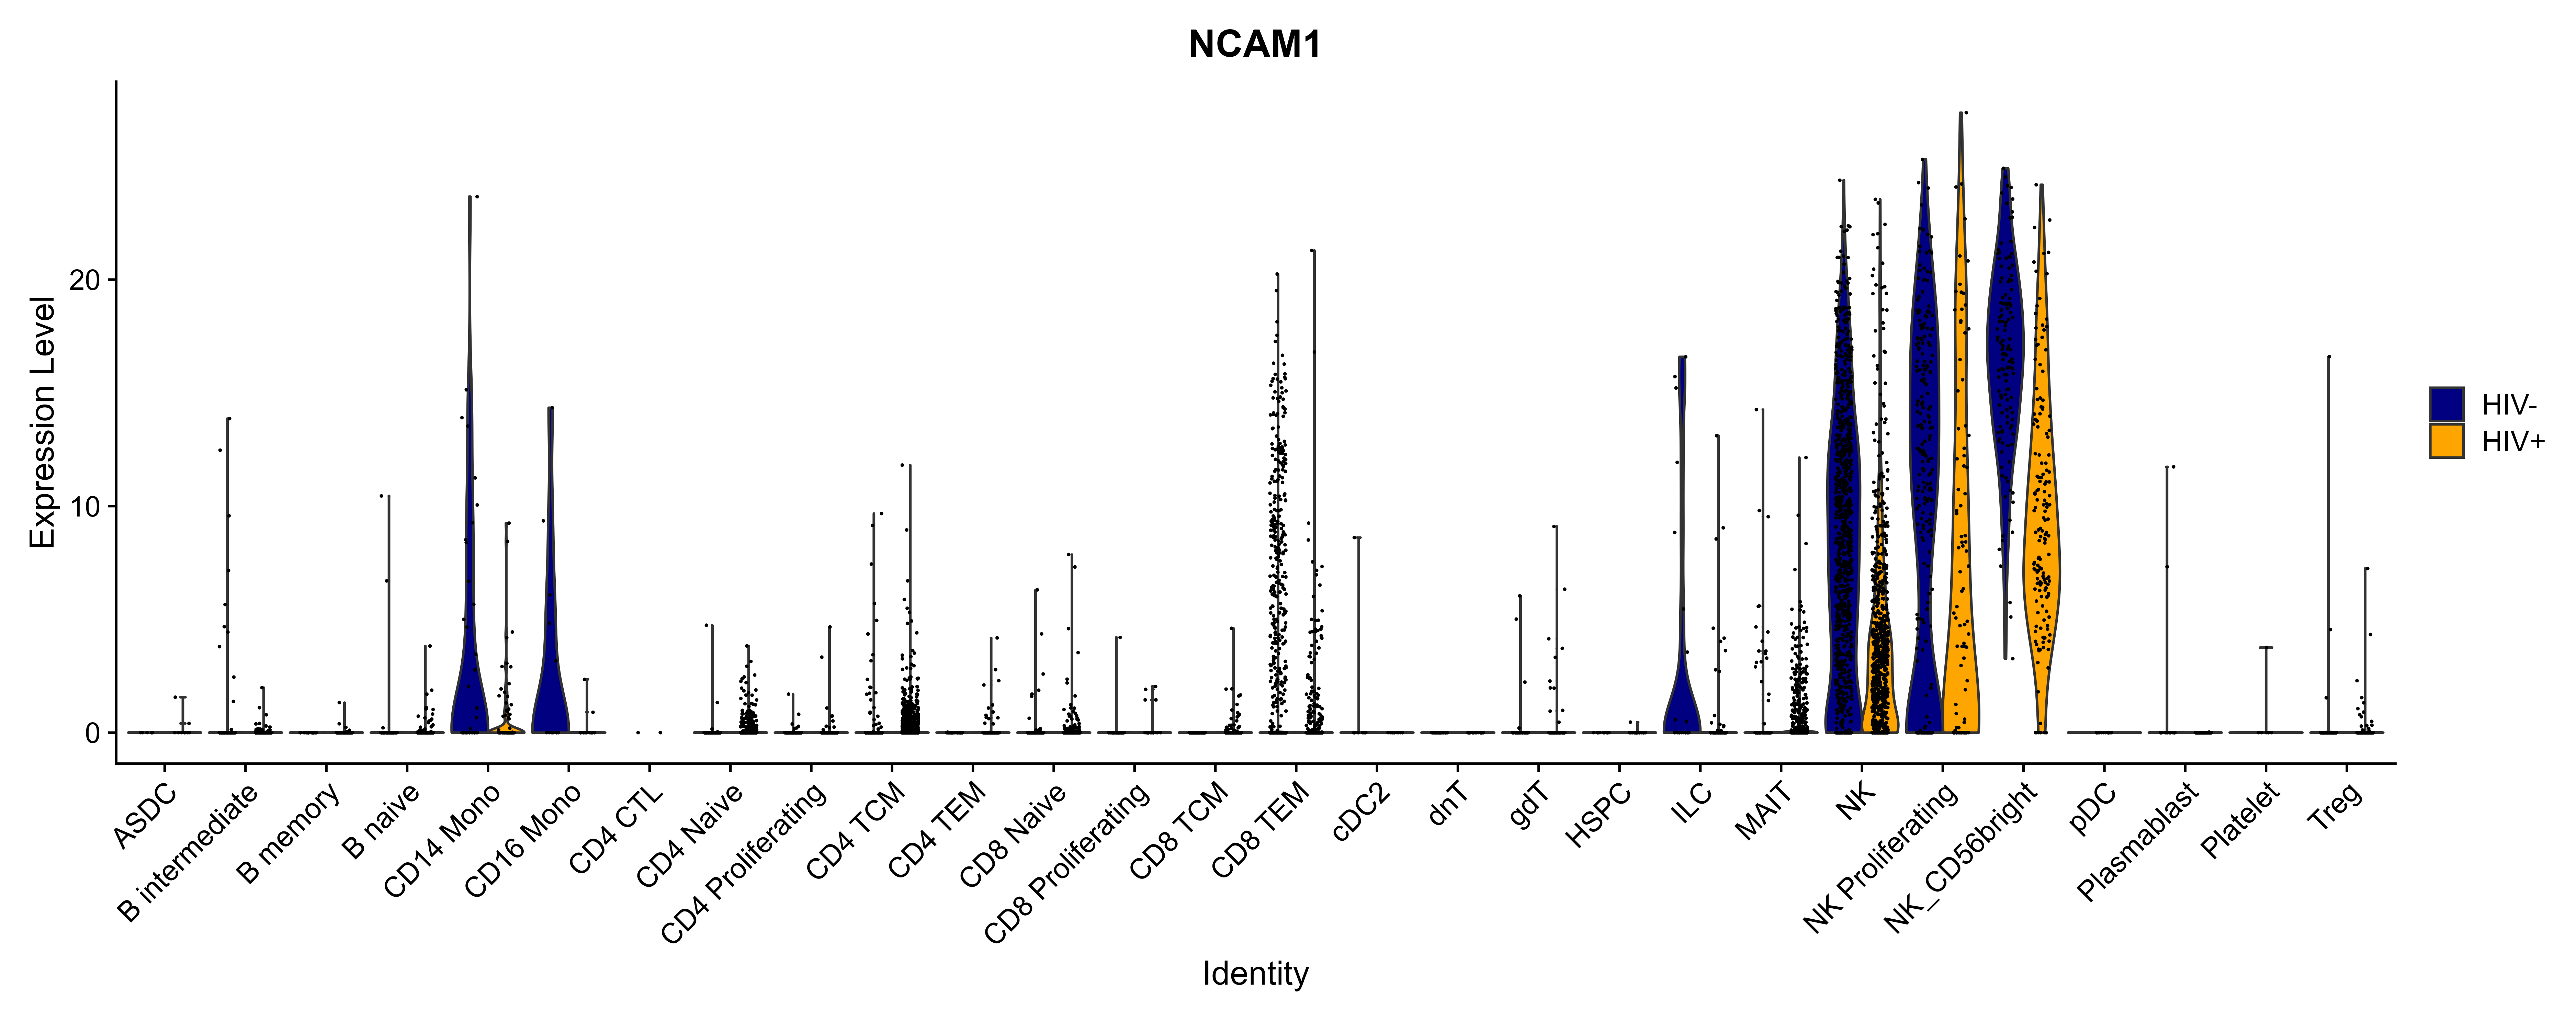 NCAM1
Expression Level
20
10
0
ASDC
B intermediate
B memory
B naive
CD14 Mono
CD16 Mono
CD4 CTL
CD4 Naive
CD4 Proliferating
CD4 TCM
CD4 TEM
CD8 Naive
CD8 Proliferating
CD8 TCM
CD8 TEM
cDC2
dnT
gdT
HSPC
ILC
MAIT
NK
NK Proliferating
NK_CD56bright
pDC
Plasmablast
Platelet
Treg
Identity
HIV-
HIV+